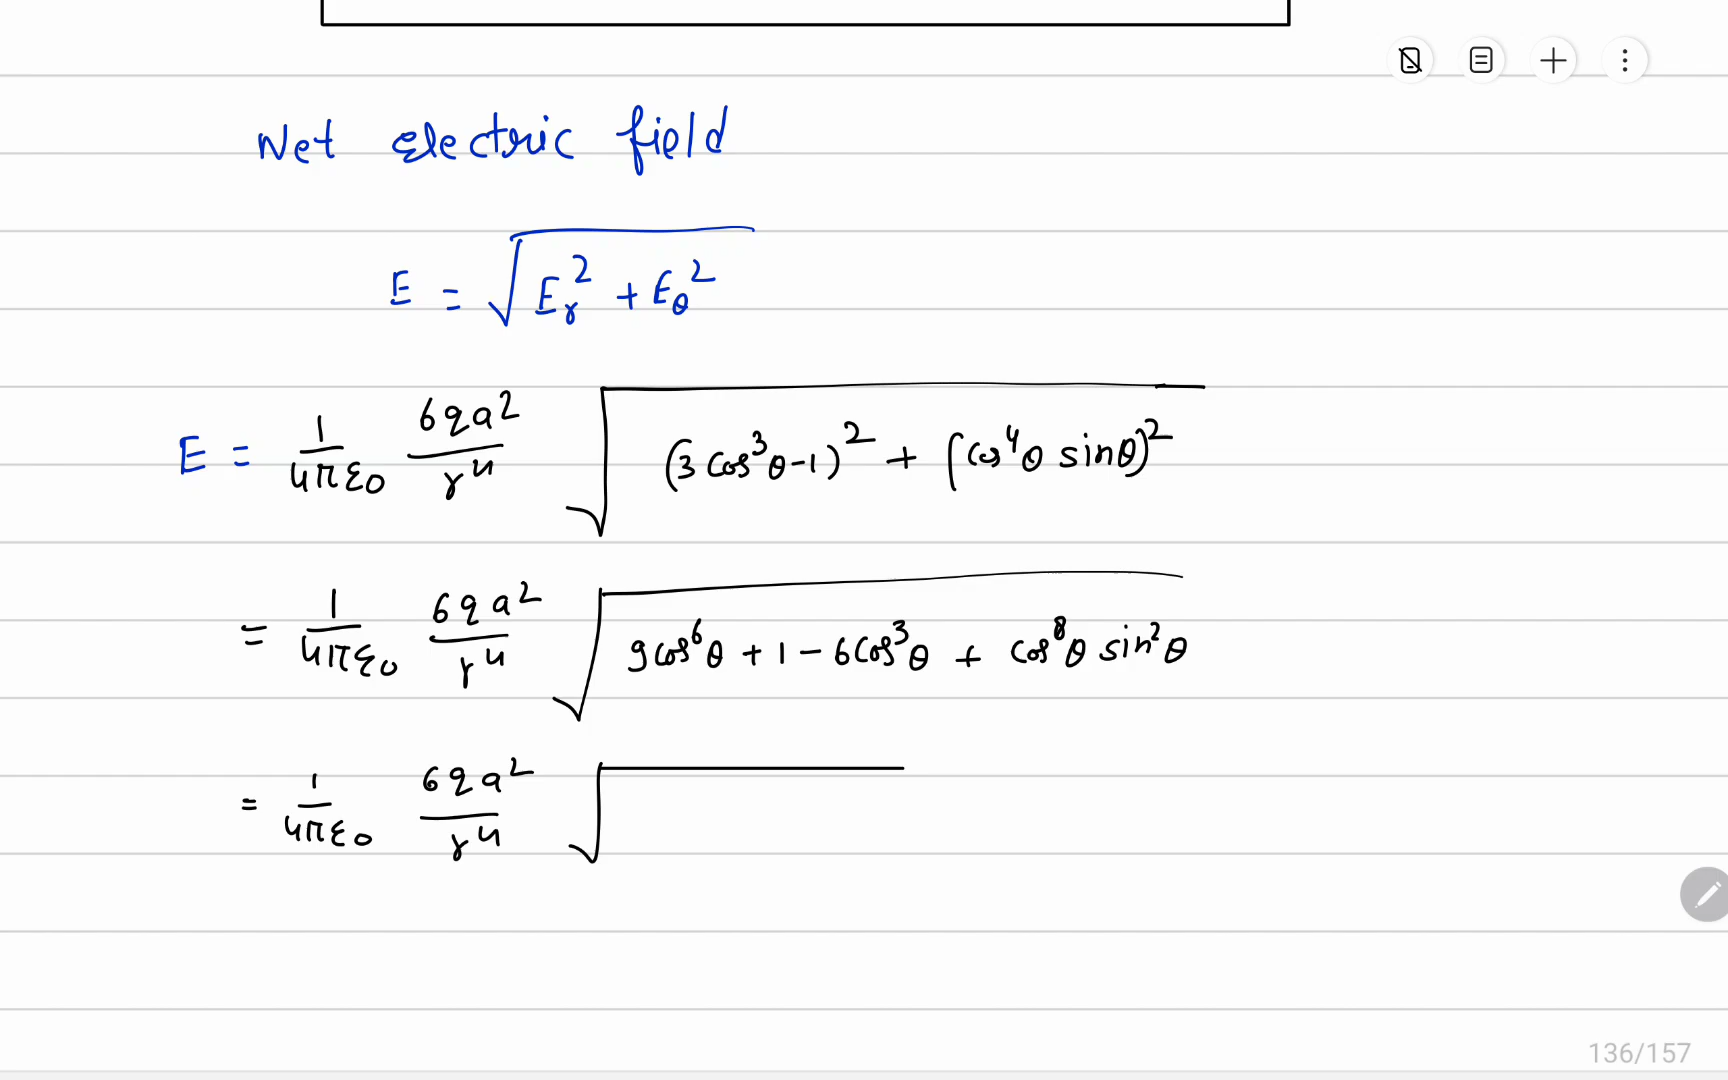 Net electric field
E = √(E_r² + E_θ²)
E = 1/(4πε₀) 6qa²/r⁴ √((3cos³θ-1)² + (cos⁴θ sinθ)²)
= 1/(4πε₀) 6qa²/r⁴ √(9cos⁶θ + 1 - 6cos³θ + cos⁸θ sin²θ)
= 1/(4πε₀) 6qa²/r⁴ √
136/157